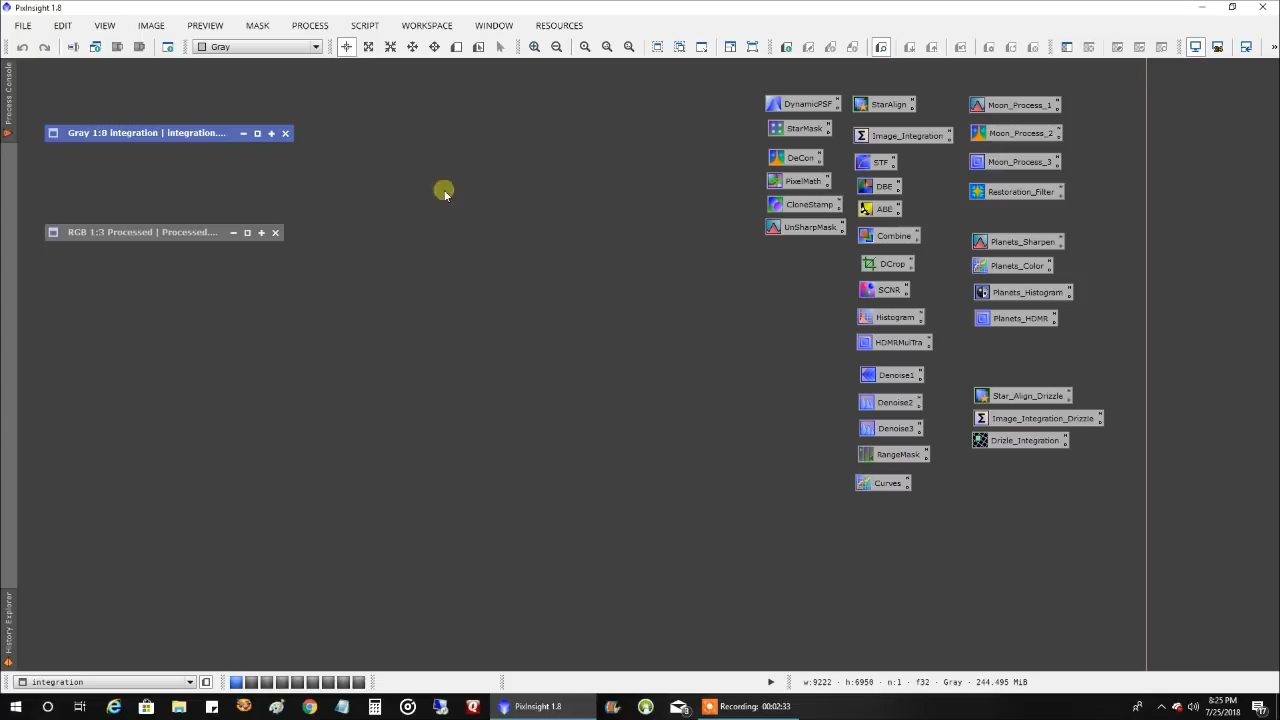 PixInsight 1.8
FILE EDIT VIEW IMAGE PREVIEW MASK PROCESS SCRIPT WORKSPACE WINDOW RESOURCES
Gray
Process Console
DynamicPSF StarAlign Moon_Process_1
StarMask Image_Integration Moon_Process_2
Gray 1:8 integration | integration....
DeCon STF Moon_Process_3
PixelMath DBE Restoration_Filter
CloneStamp ABE
UnSharpMask Combine Planets_Sharpen
RGB 1:3 Processed | Processed....
DCrop Planets_Color
SCNR Planets_Histogram
Histogram Planets_HDMR
HDMRMulTra
Denoise1
Denoise2 Star_Align_Drizzle
Denoise3 Image_Integration_Drizzle
RangeMask Drizle_Integration
Curves
History Explorer
integration w:9222 · h:6950 · n:1 · f32 · Gray · 244.495 MiB
PixInsight 1.8 Recording: 00:02:33 8:25 PM
7/25/2018